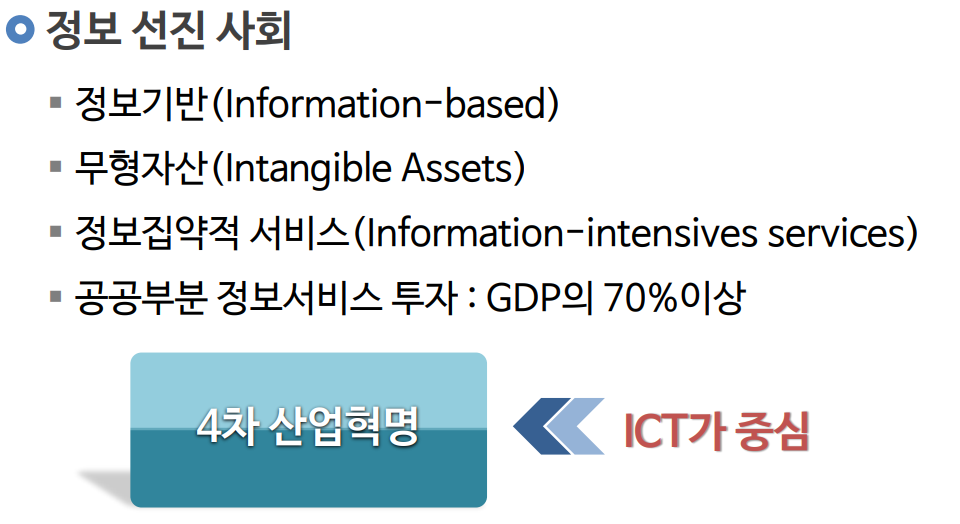 정보 선진 사회
정보기반(Information-based)
무형자산(Intangible Assets)
정보집약적 서비스(Information-intensives services)
공공부분 정보서비스 투자 : GDP의 70%이상
4차 산업혁명
ICT가 중심